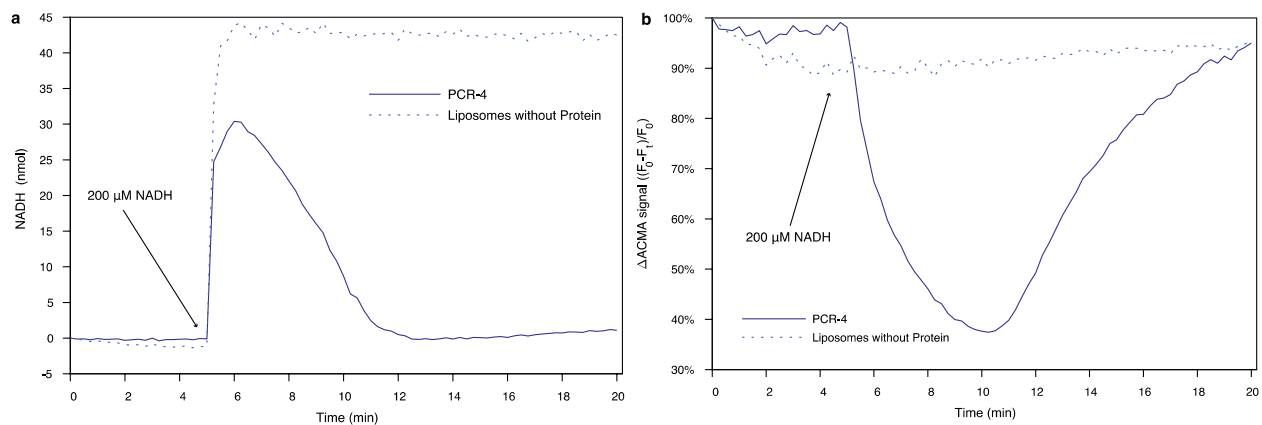 a
45
40
35
30
25
20
15
10
5
0
-5
NADH (nmol)
PCR-4
Liposomes without Protein
200 µM NADH
0 2 4 6 8 10 12 14 16 18 20
Time (min)
b
100%
90%
80%
70%
60%
50%
40%
30%
ΔACMA signal ((F0-Ft)/F0)
200 µM NADH
PCR-4
Liposomes without Protein
0 2 4 6 8 10 12 14 16 18 20
Time (min)